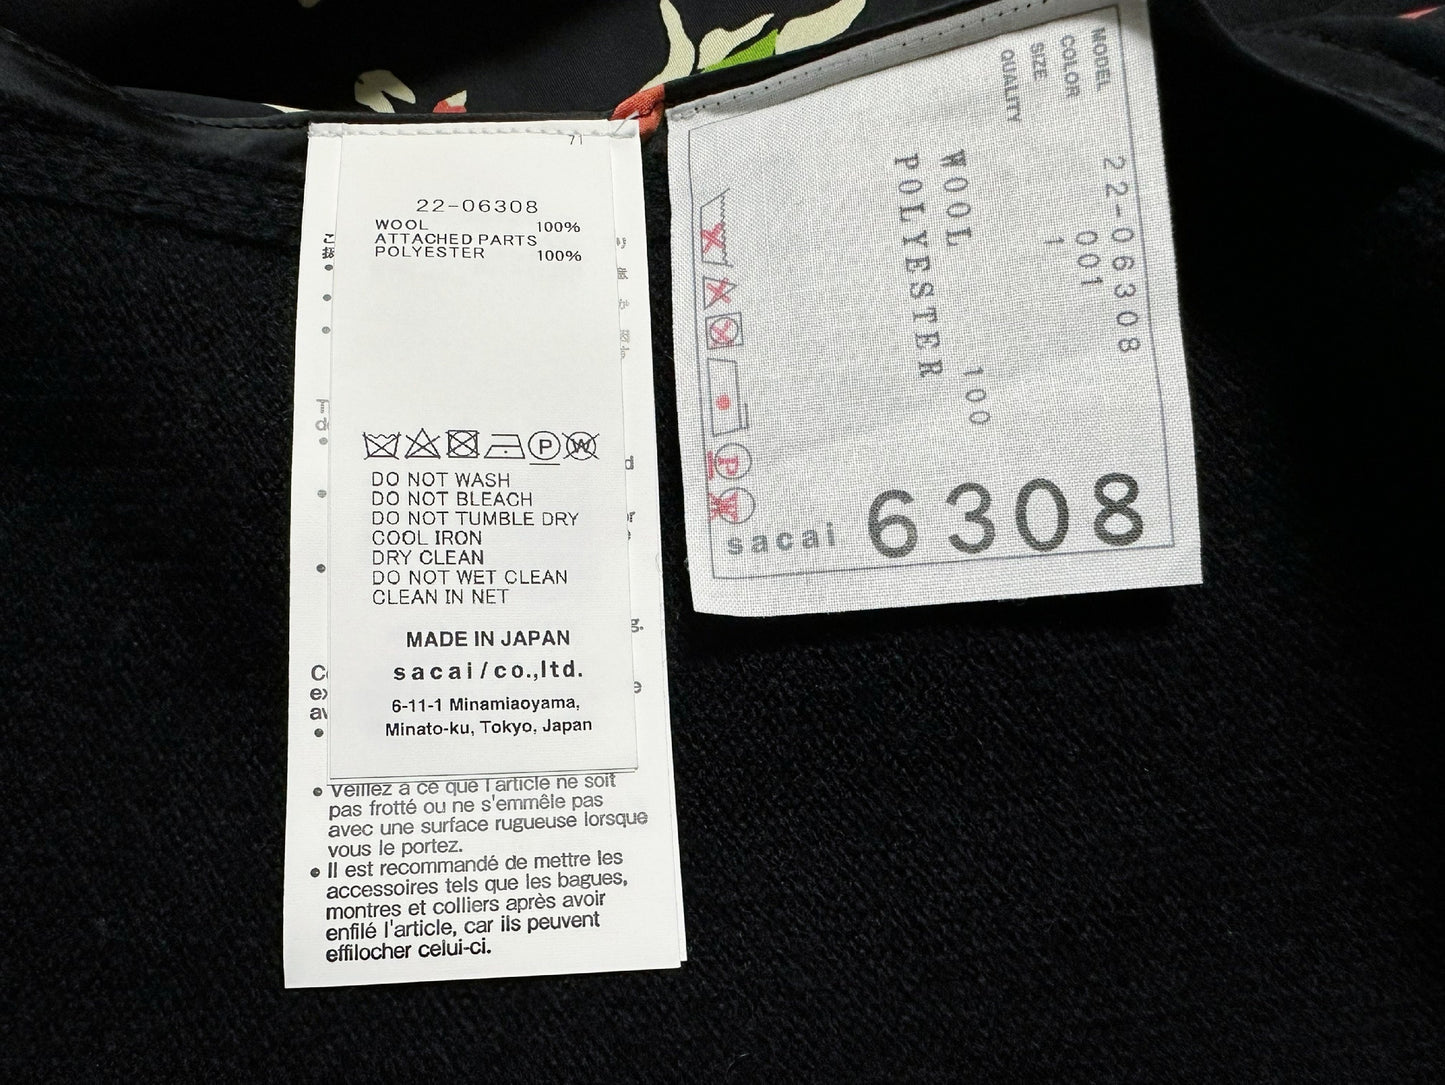 71
22-06308
WOOL 100%
ATTACHED PARTS
POLYESTER 100%
DO NOT WASH
DO NOT BLEACH
DO NOT TUMBLE DRY
COOL IRON
DRY CLEAN
DO NOT WET CLEAN
CLEAN IN NET
MADE IN JAPAN
sacai/co.,ltd.
6-11-1 Minamiaoyama,
Minato-ku, Tokyo, Japan
• Veillez à ce que l'article ne soit
pas frotté ou ne s'emmêle pas
avec une surface rugueuse lorsque
vous le portez.
• Il est recommandé de mettre les
accessoires tels que les bagues,
montres et colliers après avoir
enfilé l'article, car ils peuvent
effilocher celui-ci.
MODEL 22-06308
COLOR 001
SIZE 1
QUALITY
WOOL 100
POLYESTER
sacai 6308